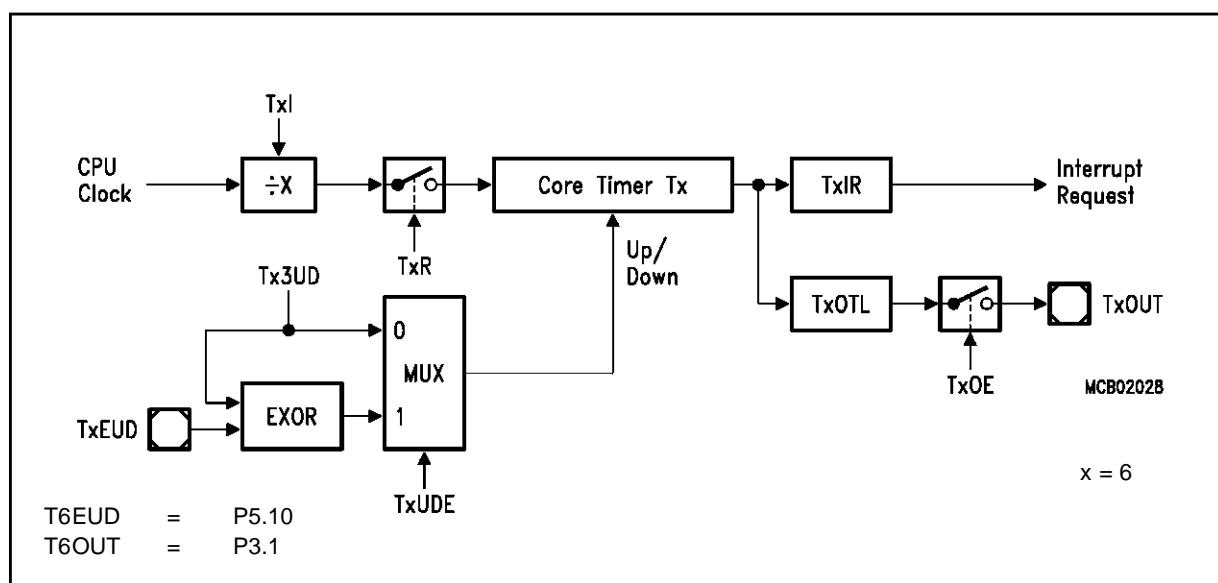 TxI
CPU
Clock
÷X
Core Timer Tx
TxIR
Interrupt
Request
TxR
Up/
Down
Tx3UD
0
MUX
1
TxOTL
TxOUT
TxOE
MCB02028
EXOR
TxEUD
TxUDE
x = 6
T6EUD = P5.10
T6OUT = P3.1